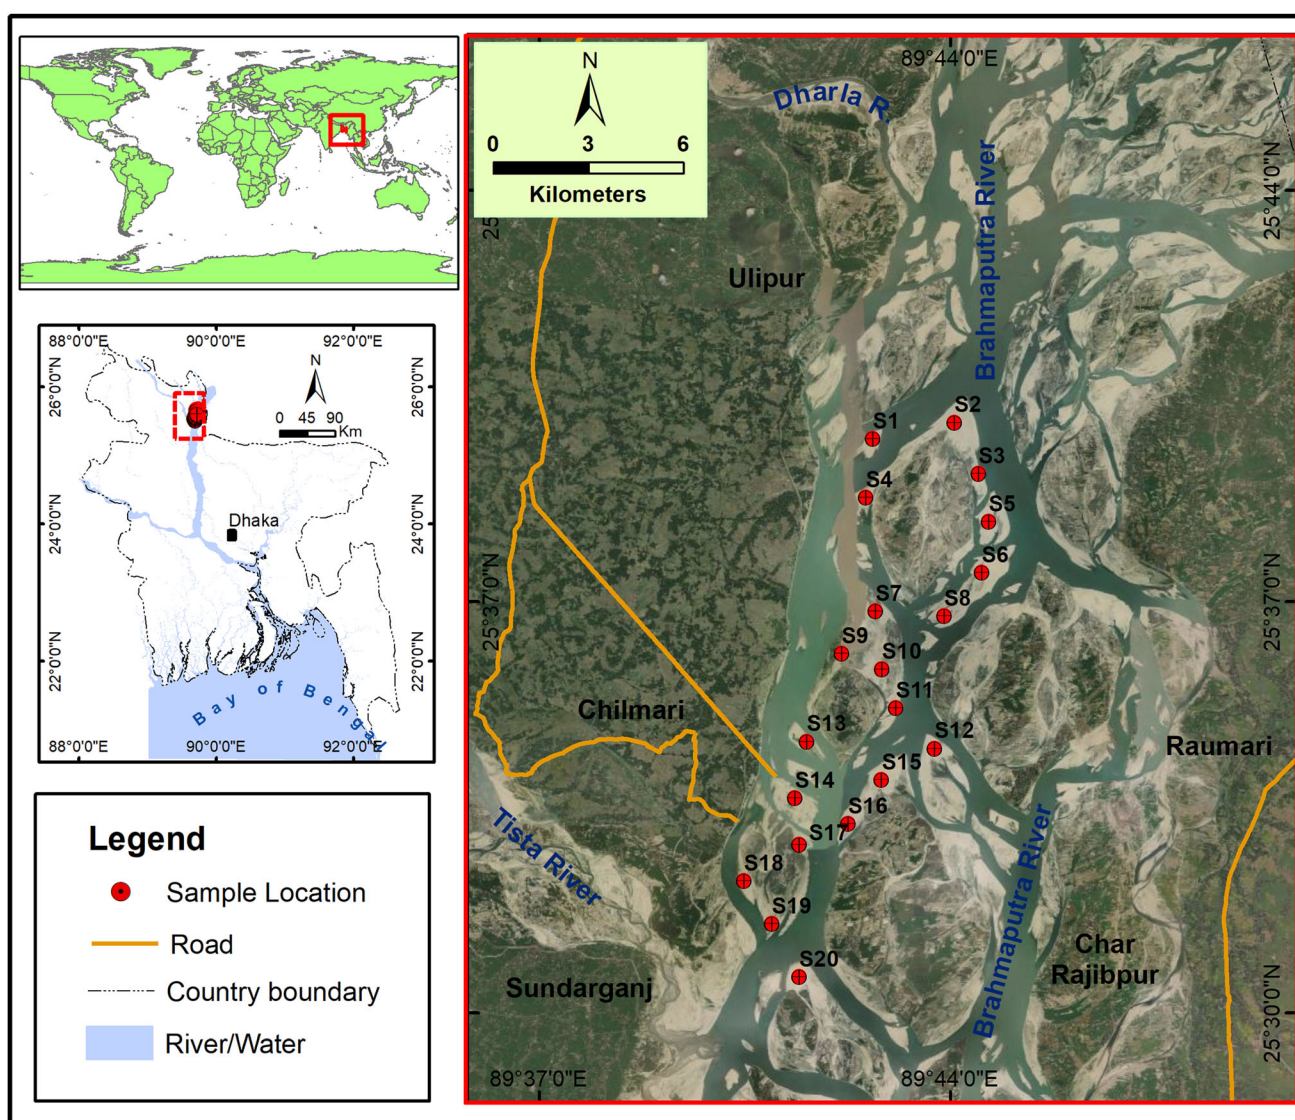 88°0'0"E
90°0'0"E
92°0'0"E
26°0'0"N
26°0'0"N
N
0 45 90
Km
24°0'0"N
24°0'0"N
Dhaka
22°0'0"N
22°0'0"N
Bay of Bengal
88°0'0"E
90°0'0"E
92°0'0"E
Legend
Sample Location
Road
Country boundary
River/Water
N
0 3 6
Kilometers
89°44'0"E
Dharla R.
Brahmaputra River
25°44'0"N
Ulipur
S1
S2
S3
S4
S5
S6
25°37'0"N
25°37'0"N
S7
S8
S9
S10
S11
Chilmari
S12
S13
Raumari
S14
S15
S16
S17
Tista River
S18
Brahmaputra River
S19
Char
Rajibpur
S20
Sundarganj
25°30'0"N
89°37'0"E
89°44'0"E